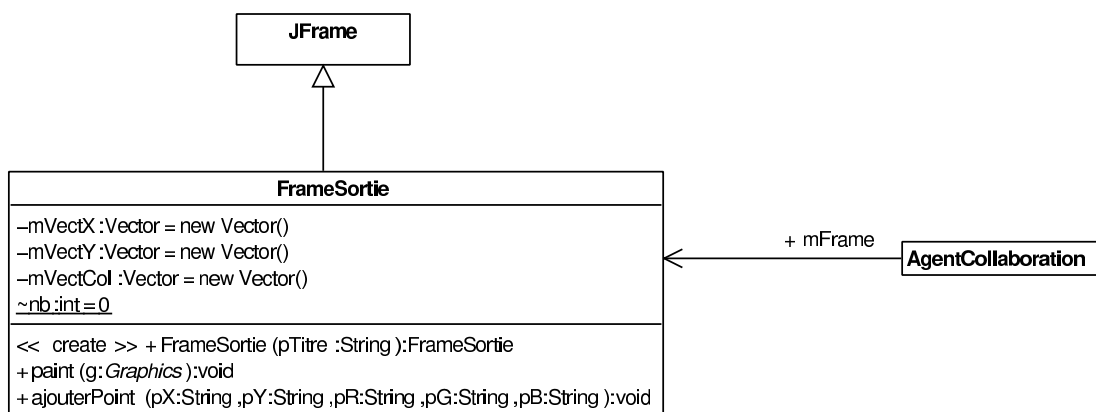 JFrame
FrameSortie
–mVectX :Vector = new Vector()
–mVectY :Vector = new Vector()
–mVectCol :Vector = new Vector()
~nb :int = 0
+ mFrame
AgentCollaboration
<< create >> + FrameSortie (pTitre :String ):FrameSortie
+ paint (g: Graphics ):void
+ ajouterPoint (pX:String ,pY:String ,pR:String ,pG:String ,pB:String ):void